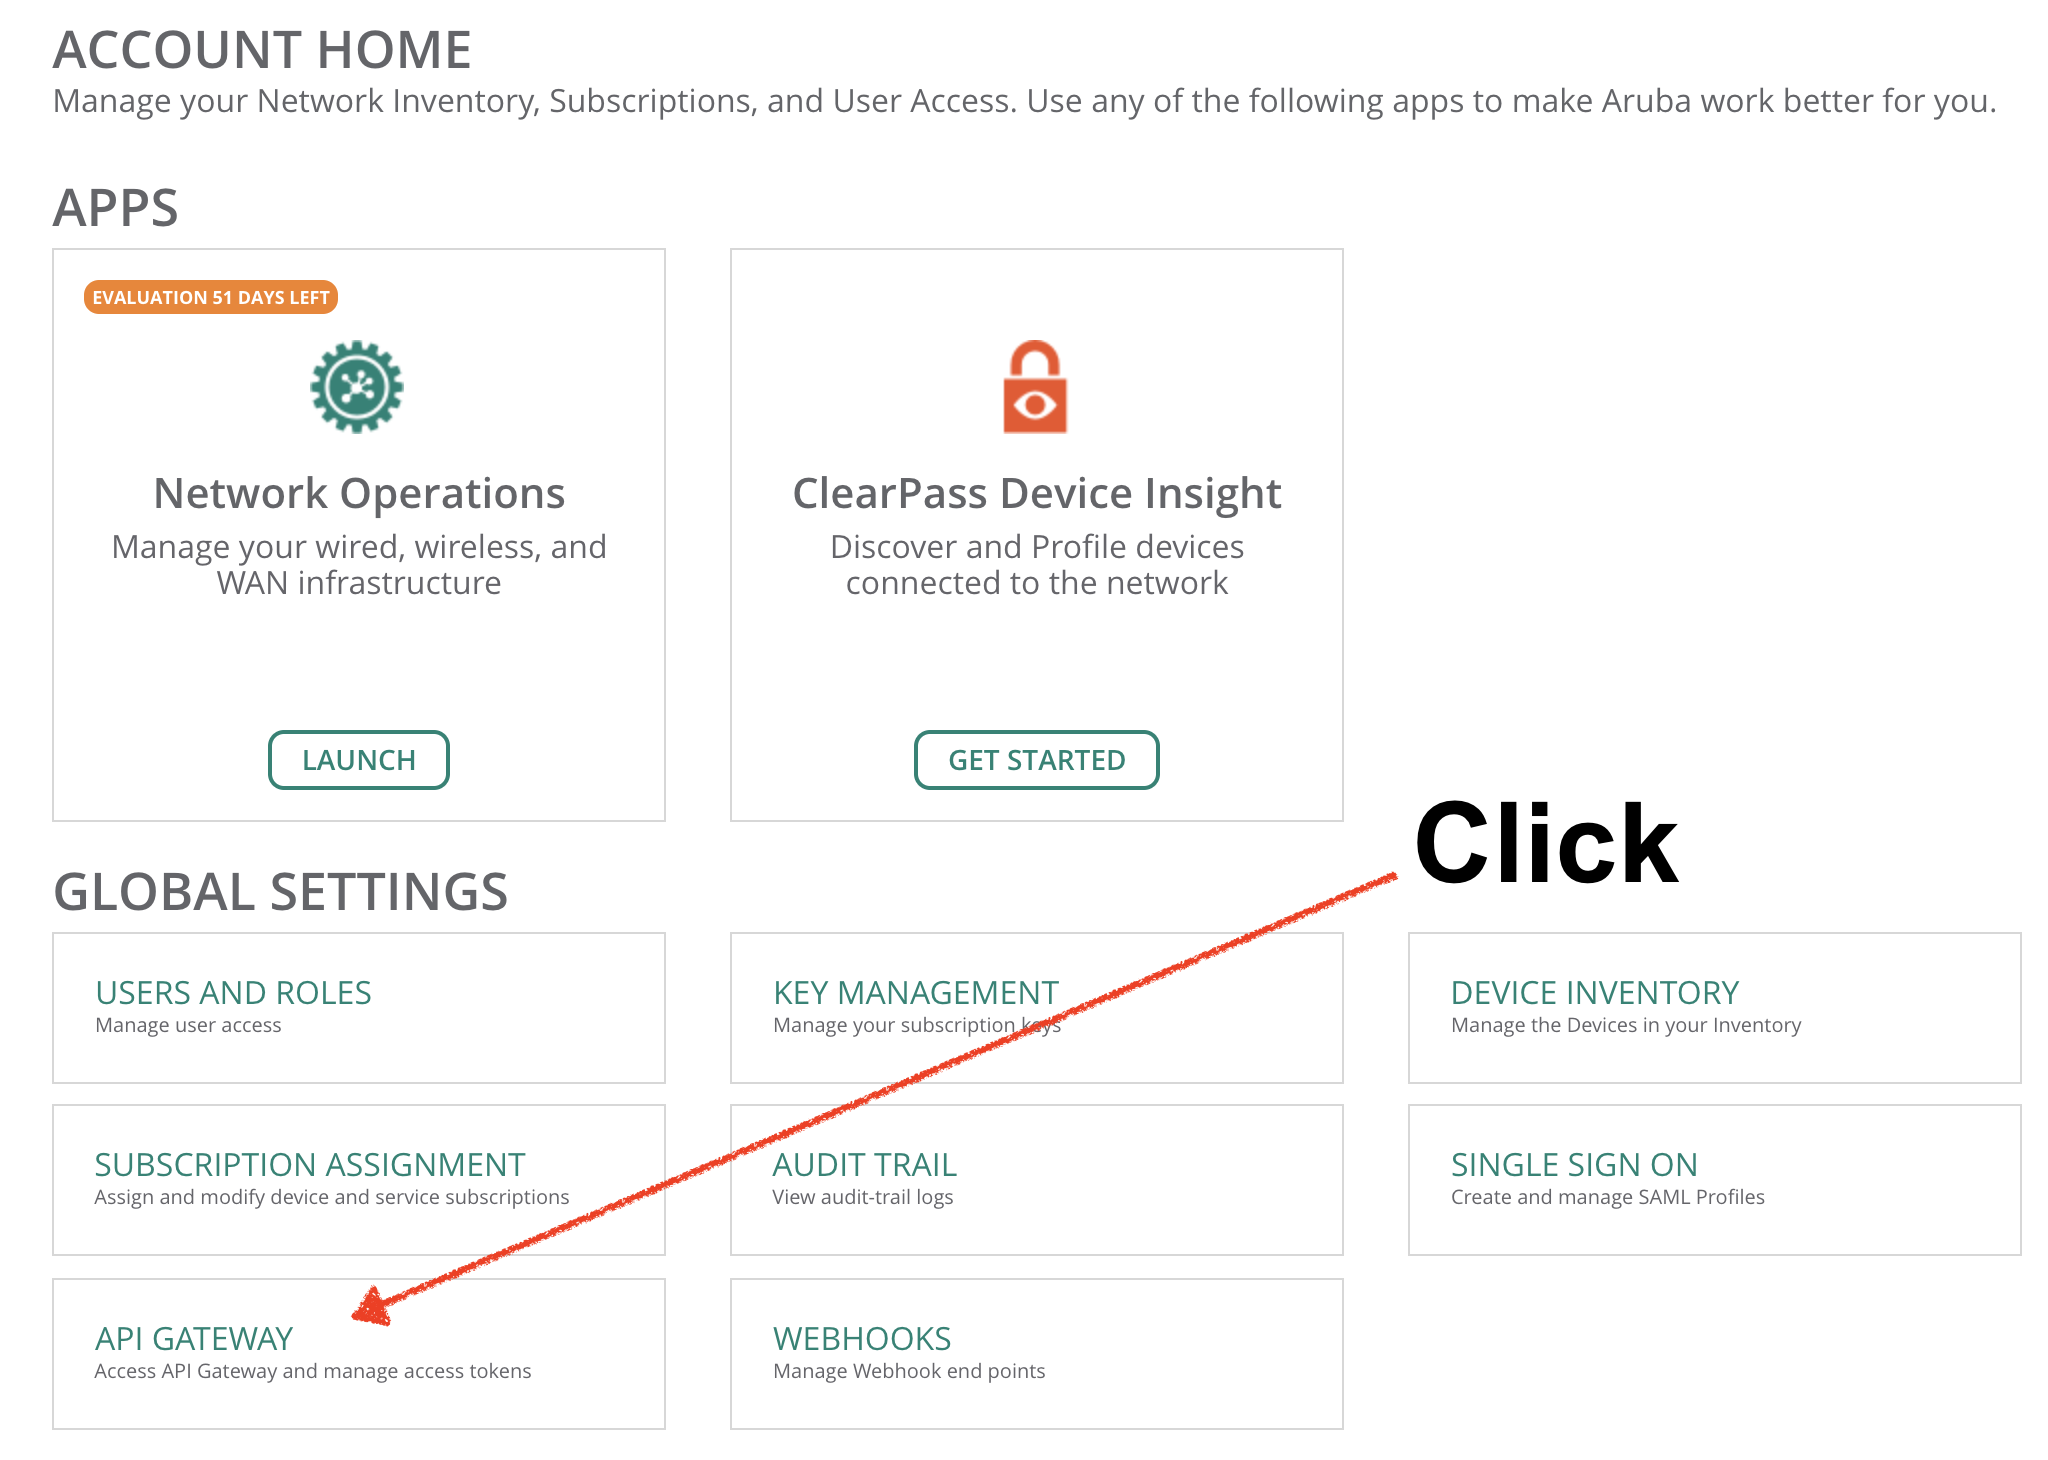 ACCOUNT HOME
Manage your Network Inventory, Subscriptions, and User Access. Use any of the following apps to make Aruba work better for you.
APPS
EVALUATION 51 DAYS LEFT
Network Operations
Manage your wired, wireless, and
WAN infrastructure
LAUNCH
ClearPass Device Insight
Discover and Profile devices
connected to the network
GET STARTED
Click
GLOBAL SETTINGS
USERS AND ROLES
Manage user access
KEY MANAGEMENT
Manage your subscription keys
DEVICE INVENTORY
Manage the Devices in your Inventory
SUBSCRIPTION ASSIGNMENT
Assign and modify device and service subscriptions
AUDIT TRAIL
View audit-trail logs
SINGLE SIGN ON
Create and manage SAML Profiles
API GATEWAY
Access API Gateway and manage access tokens
WEBHOOKS
Manage Webhook end points